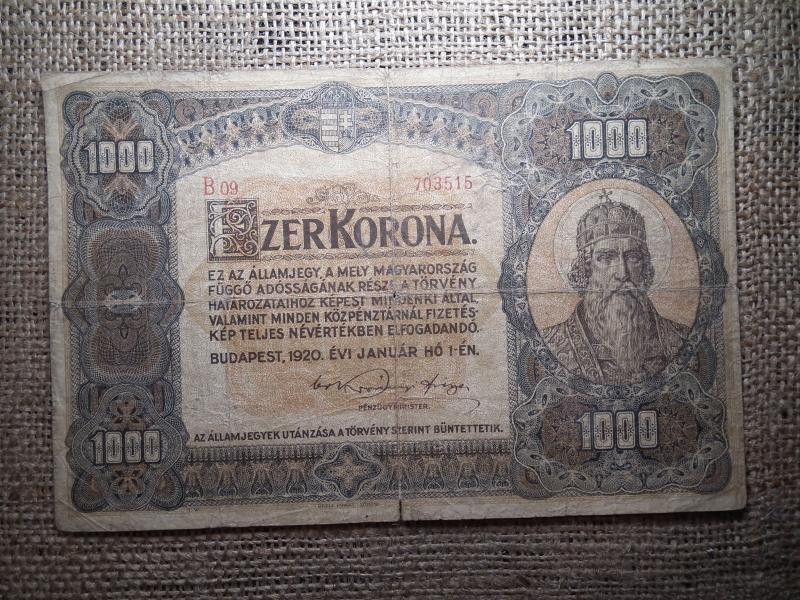 1000
1000
B 09 703515
EZER KORONA.
EZ AZ ÁLLAMJEGY, A MELY MAGYARORSZÁG
FÜGGŐ ADÓSSÁGÁNAK RÉSZE, A TÖRVÉNY
HATÁROZATAIHOZ KÉPEST MINDENKI ÁLTAL,
VALAMINT MINDEN KÖZPÉNZTÁRNÁL FIZETÉS-
KÉP TELJES NÉVÉRTÉKBEN ELFOGADANDÓ.
BUDAPEST, 1920. ÉVI JANUÁR HÓ 1-ÉN.
PÉNZÜGYMINISTER.
1000
1000
AZ ÁLLAMJEGYEK UTÁNZÁSA A TÖRVÉNY SZERINT BÜNTETTETIK.